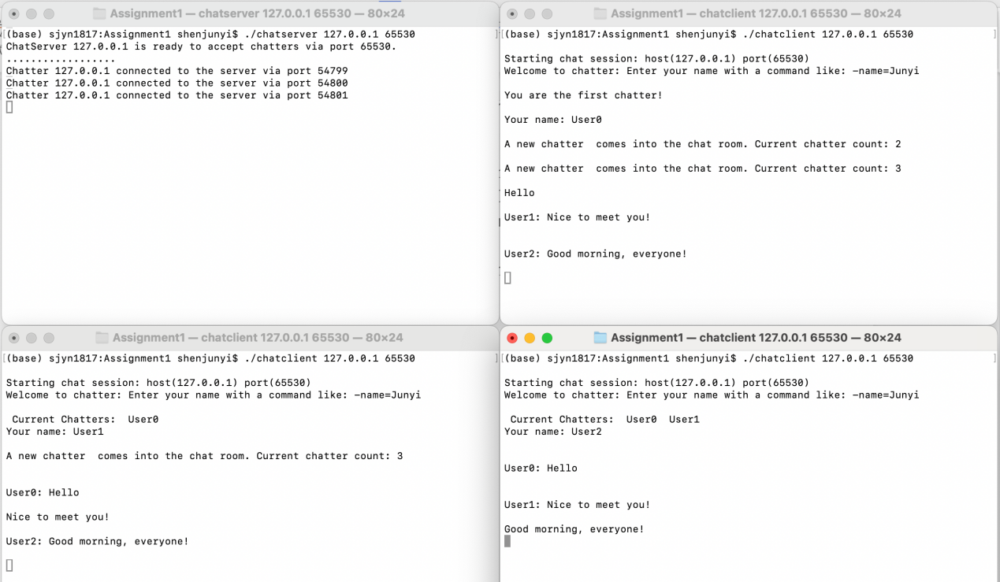 Assignment1 — chatserver 127.0.0.1 65530 — 80×24
(base) sjyn1817:Assignment1 shenjunyi$ ./chatserver 127.0.0.1 65530
ChatServer 127.0.0.1 is ready to accept chatters via port 65530.
..................
Chatter 127.0.0.1 connected to the server via port 54799
Chatter 127.0.0.1 connected to the server via port 54800
Chatter 127.0.0.1 connected to the server via port 54801
Assignment1 — chatclient 127.0.0.1 65530 — 80×24
(base) sjyn1817:Assignment1 shenjunyi$ ./chatclient 127.0.0.1 65530
Starting chat session: host(127.0.0.1) port(65530)
Welcome to chatter: Enter your name with a command like: -name=Junyi
You are the first chatter!
Your name: User0
A new chatter  comes into the chat room. Current chatter count: 2
A new chatter  comes into the chat room. Current chatter count: 3
Hello
User1: Nice to meet you!
User2: Good morning, everyone!
Assignment1 — chatclient 127.0.0.1 65530 — 80×24
(base) sjyn1817:Assignment1 shenjunyi$ ./chatclient 127.0.0.1 65530
Starting chat session: host(127.0.0.1) port(65530)
Welcome to chatter: Enter your name with a command like: -name=Junyi
Current Chatters:  User0
Your name: User1
A new chatter  comes into the chat room. Current chatter count: 3
User0: Hello
Nice to meet you!
User2: Good morning, everyone!
Assignment1 — chatclient 127.0.0.1 65530 — 80×24
(base) sjyn1817:Assignment1 shenjunyi$ ./chatclient 127.0.0.1 65530
Starting chat session: host(127.0.0.1) port(65530)
Welcome to chatter: Enter your name with a command like: -name=Junyi
Current Chatters:  User0  User1
Your name: User2
User0: Hello
User1: Nice to meet you!
Good morning, everyone!